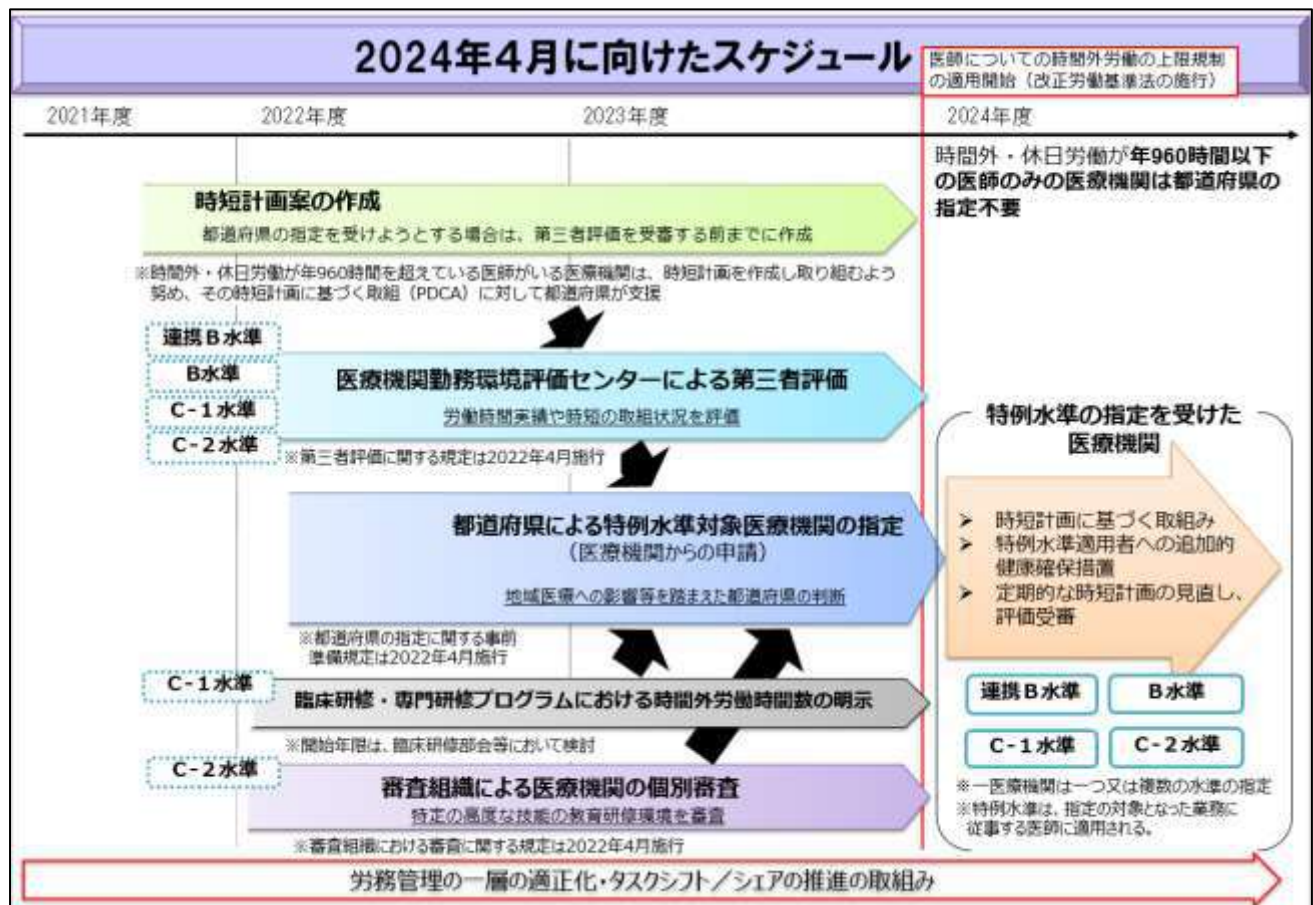 2024年4月に向けたスケジュール
医師についての時間外労働の上限規制
の適用開始（改正労働基準法の施行）
2021年度
2022年度
2023年度
2024年度
時間外・休日労働が年960時間以下
の医師のみの医療機関は都道府県の
指定不要
時短計画案の作成
都道府県の指定を受けようとする場合は、第三者評価を受審する前までに作成
※時間外・休日労働が年960時間を超えている医師がいる医療機関は、時短計画を作成し取り組むよう
努め、その時短計画に基づく取組（PDCA）に対して都道府県が支援
連携B水準
B水準
C-1水準
C-2水準
医療機関勤務環境評価センターによる第三者評価
労働時間実績や時短の取組状況を評価
※第三者評価に関する規定は2022年4月施行
都道府県による特例水準対象医療機関の指定
（医療機関からの申請）
地域医療への影響等を踏まえた都道府県の判断
※都道府県の指定に関する事前
準備規定は2022年4月施行
C-1水準
臨床研修・専門研修プログラムにおける時間外労働時間数の明示
※開始年限は、臨床研修部会等において検討
C-2水準
審査組織による医療機関の個別審査
特定の高度な技能の教育研修環境を審査
※審査組織における審査に関する規定は2022年4月施行
特例水準の指定を受けた
医療機関
➢ 時短計画に基づく取組み
➢ 特例水準適用者への追加的
健康確保措置
➢ 定期的な時短計画の見直し、
評価受審
連携B水準
B水準
C-1水準
C-2水準
※一医療機関は一つ又は複数の水準の指定
※特例水準は、指定の対象となった業務に
従事する医師に適用される。
労務管理の一層の適正化・タスクシフト／シェアの推進の取組み